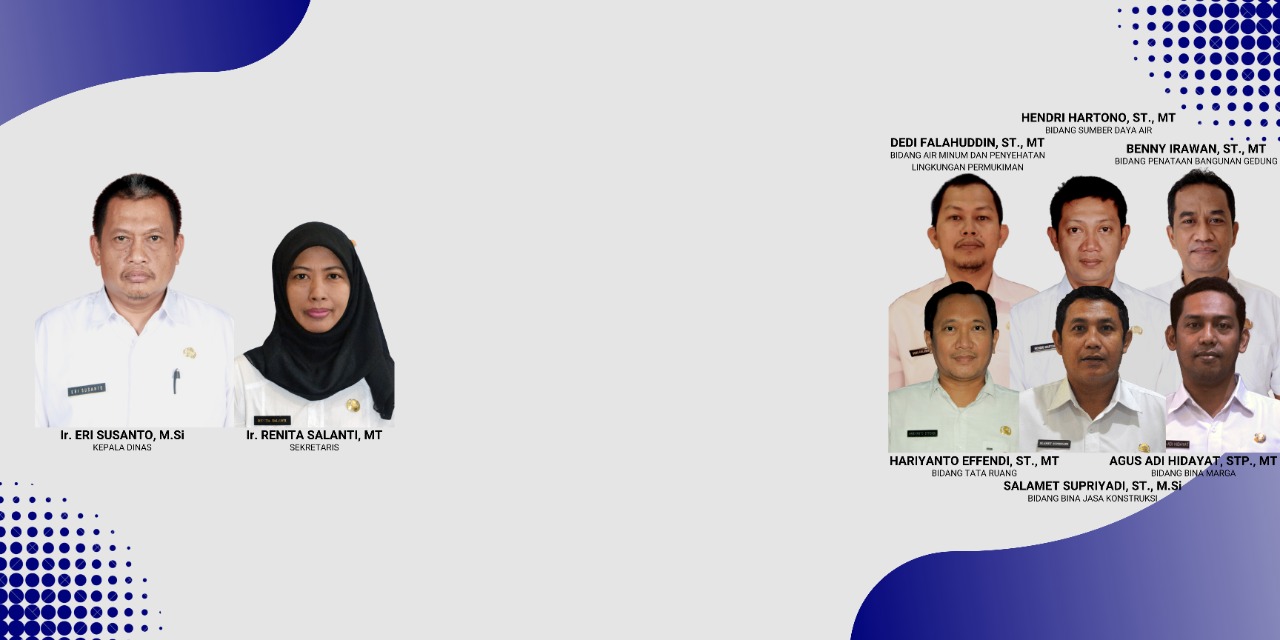 HENDRI HARTONO, ST., MT
BIDANG SUMBER DAYA AIR
DEDI FALAHUDDIN, ST., MT
BIDANG AIR MINUM DAN PENYEHATAN
LINGKUNGAN PERMUKIMAN
BENNY IRAWAN, ST., MT
BIDANG PENATAAN BANGUNAN GEDUNG
ERI SUSANTO
Ir. ERI SUSANTO, M.Si
KEPALA DINAS
Ir. RENITA SALANTI, MT
SEKRETARIS
HARIYANTO EFFENDI, ST., MT
BIDANG TATA RUANG
AGUS ADI HIDAYAT, STP., MT
BIDANG BINA MARGA
SALAMET SUPRIYADI, ST., M.Si
BIDANG BINA JASA KONSTRUKSI